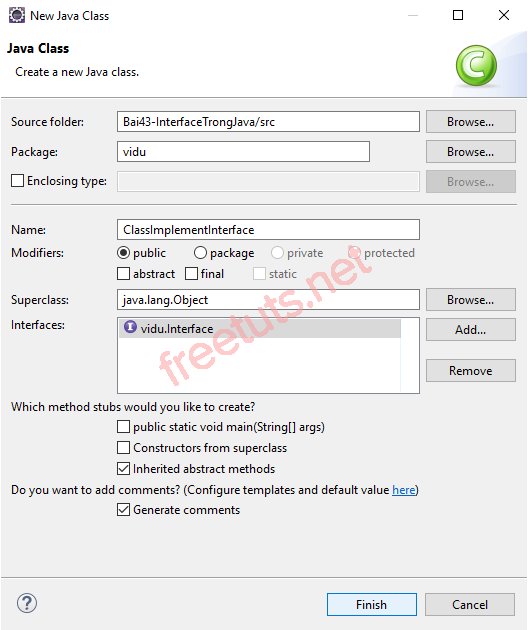 New Java Class
Java Class
Create a new Java class.
C
Source folder: Bai43-InterfaceTrongJava/src Browse...
Package: vidu Browse...
Enclosing type: Browse...
Name: ClassImplementInterface
Modifiers: public package private protected
abstract final static
Superclass: java.lang.Object Browse...
Interfaces: I vidu.Interface Add...
freetuts.net
Remove
Which method stubs would you like to create?
public static void main(String[] args)
Constructors from superclass
Inherited abstract methods
Do you want to add comments? (Configure templates and default value here)
Generate comments
? Finish Cancel